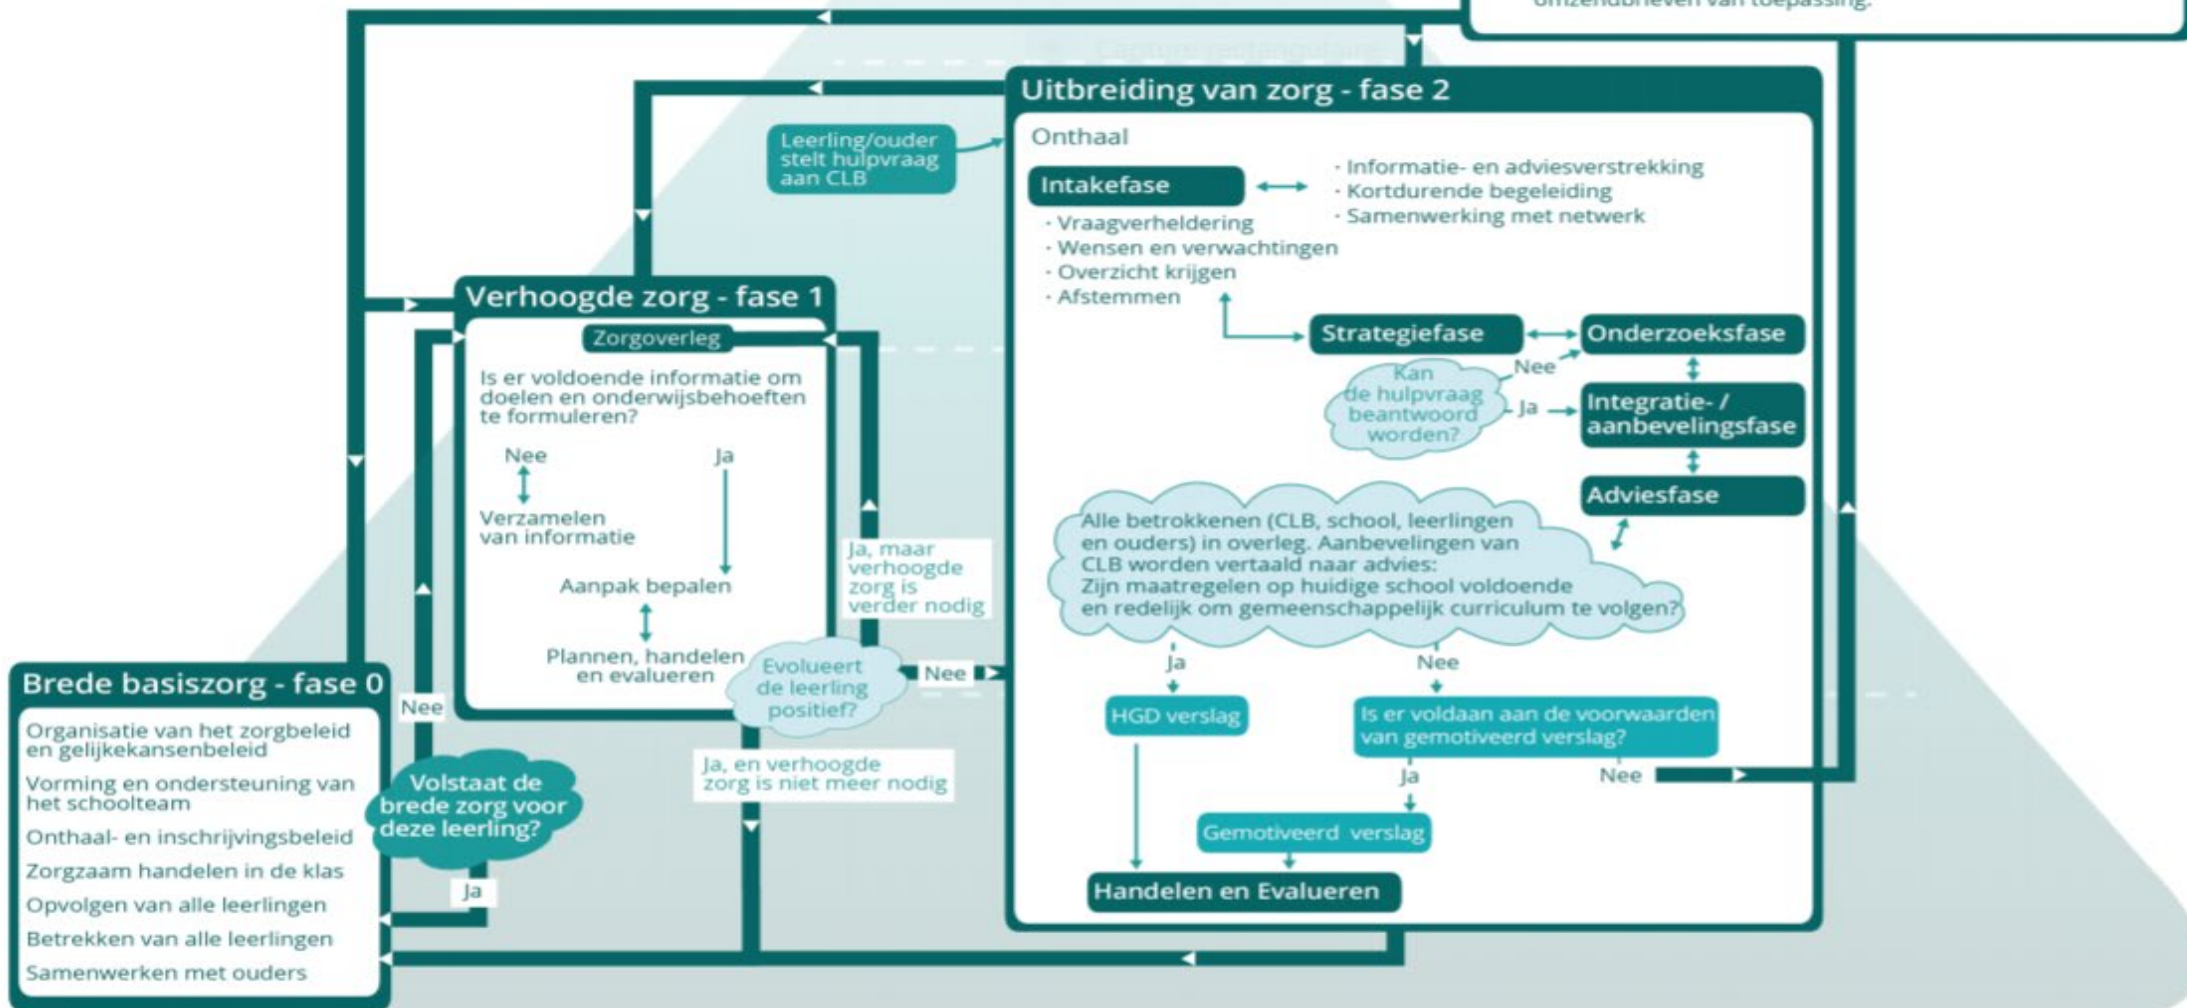 omzendbrieven van toepassing.
Capture rectangulaire
Uitbreiding van zorg - fase 2
Leerling/ouder
stelt hulpvraag
aan CLB
Onthaal
Intakefase
· Informatie- en adviesverstrekking
· Kortdurende begeleiding
· Samenwerking met netwerk
· Vraagverheldering
· Wensen en verwachtingen
· Overzicht krijgen
· Afstemmen
Strategiefase
Onderzoeksfase
Kan
de hulpvraag
beantwoord
worden?
Nee
Ja
Integratie- /
aanbevelingsfase
Adviesfase
Alle betrokkenen (CLB, school, leerlingen
en ouders) in overleg. Aanbevelingen van
CLB worden vertaald naar advies:
Zijn maatregelen op huidige school voldoende
en redelijk om gemeenschappelijk curriculum te volgen?
Ja
Nee
HGD verslag
Is er voldaan aan de voorwaarden
van gemotiveerd verslag?
Ja
Nee
Gemotiveerd verslag
Handelen en Evalueren
Verhoogde zorg - fase 1
Zorgoverleg
Is er voldoende informatie om
doelen en onderwijsbehoeften
te formuleren?
Nee
Ja
Verzamelen
van informatie
Aanpak bepalen
Plannen, handelen
en evalueren
Ja, maar
verhoogde
zorg is
verder nodig
Evolueert
de leerling
positief?
Nee
Ja, en verhoogde
zorg is niet meer nodig
Brede basiszorg - fase 0
Organisatie van het zorgbeleid
en gelijkekansenbeleid
Vorming en ondersteuning van
het schoolteam
Onthaal- en inschrijvingsbeleid
Zorgzaam handelen in de klas
Opvolgen van alle leerlingen
Betrekken van alle leerlingen
Samenwerken met ouders
Nee
Volstaat de
brede zorg voor
deze leerling?
Ja